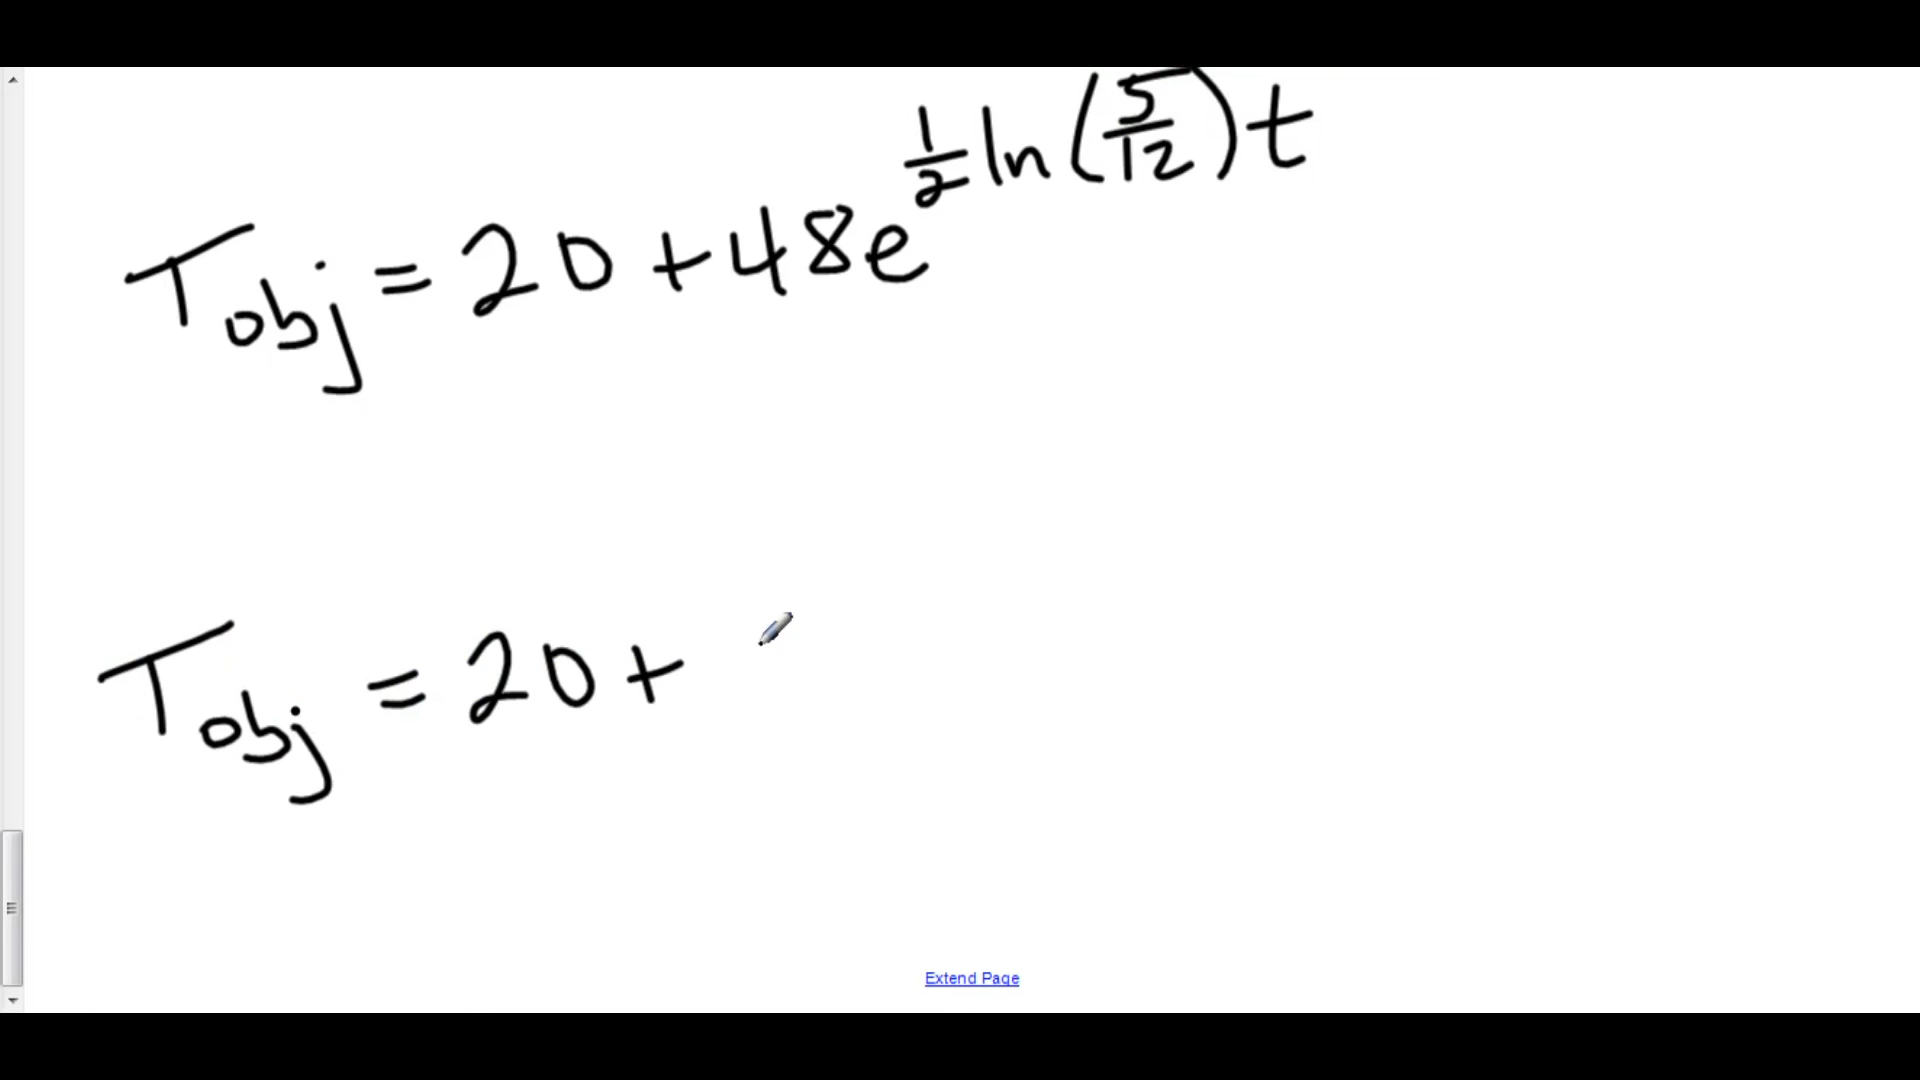 T_obj = 20 + 48e^(1/2 ln(5/12)t)
T_obj = 20 +
Extend Page